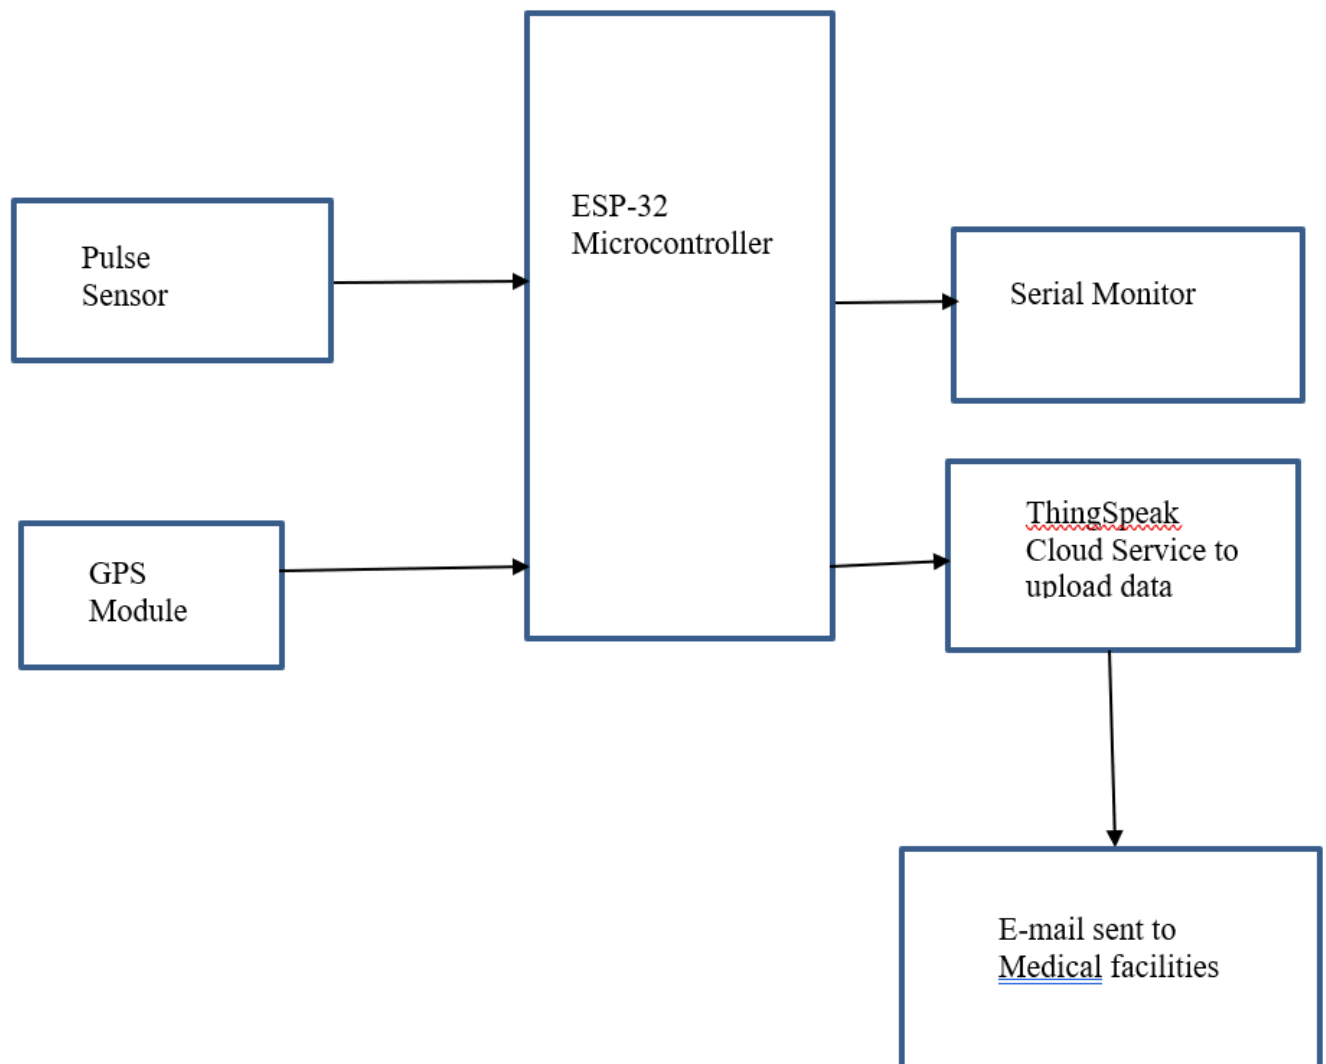 ESP-32
Microcontroller
Pulse
Sensor
Serial Monitor
GPS
Module
ThingSpeak
Cloud Service to
upload data
E-mail sent to
Medical facilities